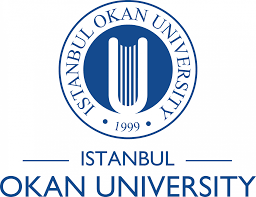 ISTANBUL OKAN UNIVERSITY
· 1999 ·
ISTANBUL
OKAN UNIVERSITY